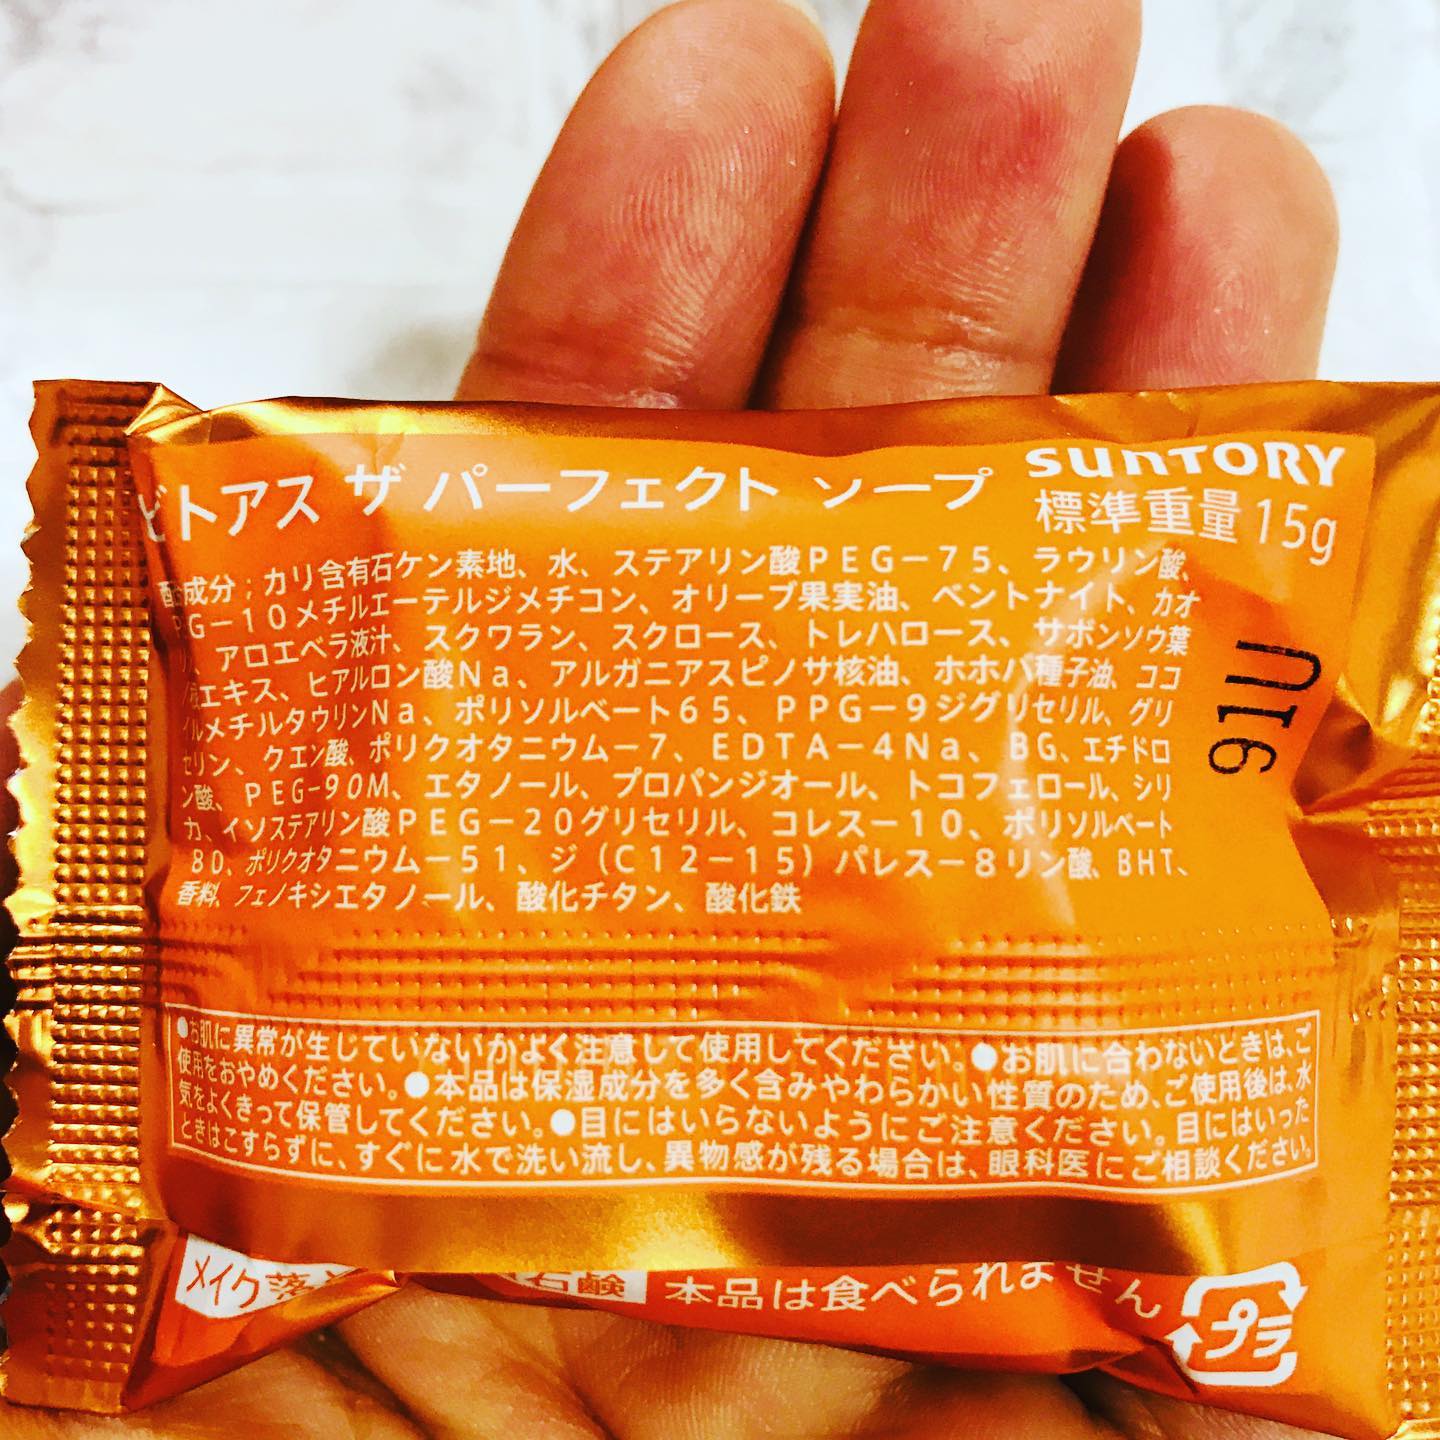 ビトアス ザ パーフェクト ソープ
SUNTORY
標準重量15g
配成分；カリ含有石ケン素地、水、ステアリン酸PEG－75、ラウリン酸、
PG－10メチルエーテルジメチコン、オリーブ果実油、ベントナイト、カオ
リ、アロエベラ液汁、スクワラン、スクロース、トレハロース、サボンソウ葉
エキス、ヒアルロン酸Na、アルガニアスピノサ核油、ホホバ種子油、ココ
イルメチルタウリンNa、ポリソルベート65、PPG－9ジグリセリル、グリ
セリン、クエン酸、ポリクオタニウム－7、EDTA－4Na、BG、エチドロ
ン酸、PEG-90M、エタノール、プロパンジオール、トコフェロール、シリ
カ、イソステアリン酸PEG－20グリセリル、コレス－10、ポリソルベート
80、ポリクオタニウム－51、ジ（C12－15）パレス－8リン酸、BHT、
香料、フェノキシエタノール、酸化チタン、酸化鉄
91U
●お肌に異常が生じていないかよく注意して使用してください。●お肌に合わないときは、ご
使用をおやめください。●本品は保湿成分を多く含みやわらかい性質のため、ご使用後は、水
気をよくきって保管してください。●目にはいらないようにご注意ください。目にはいった
ときはこすらずに、すぐに水で洗い流し、異物感が残る場合は、眼科医にご相談ください。
メイク落
石鹸
本品は食べられません
プラ